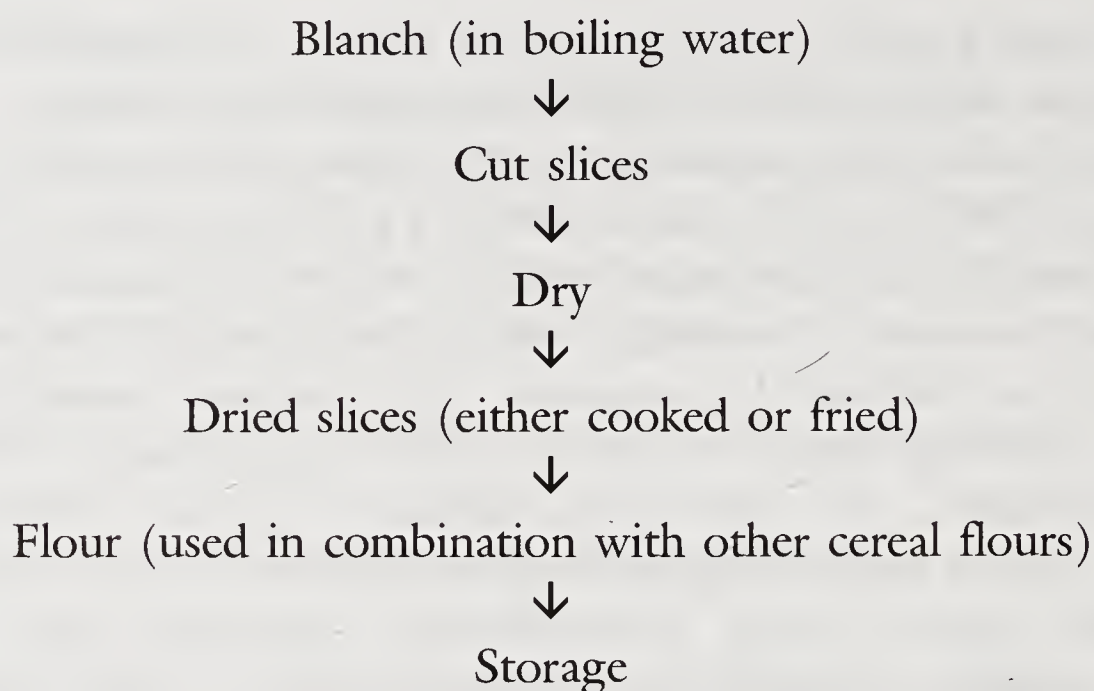 Blanch (in boiling water)
↓
Cut slices
↓
Dry
↓
Dried slices (either cooked or fried)
↓
Flour (used in combination with other cereal flours)
↓
Storage